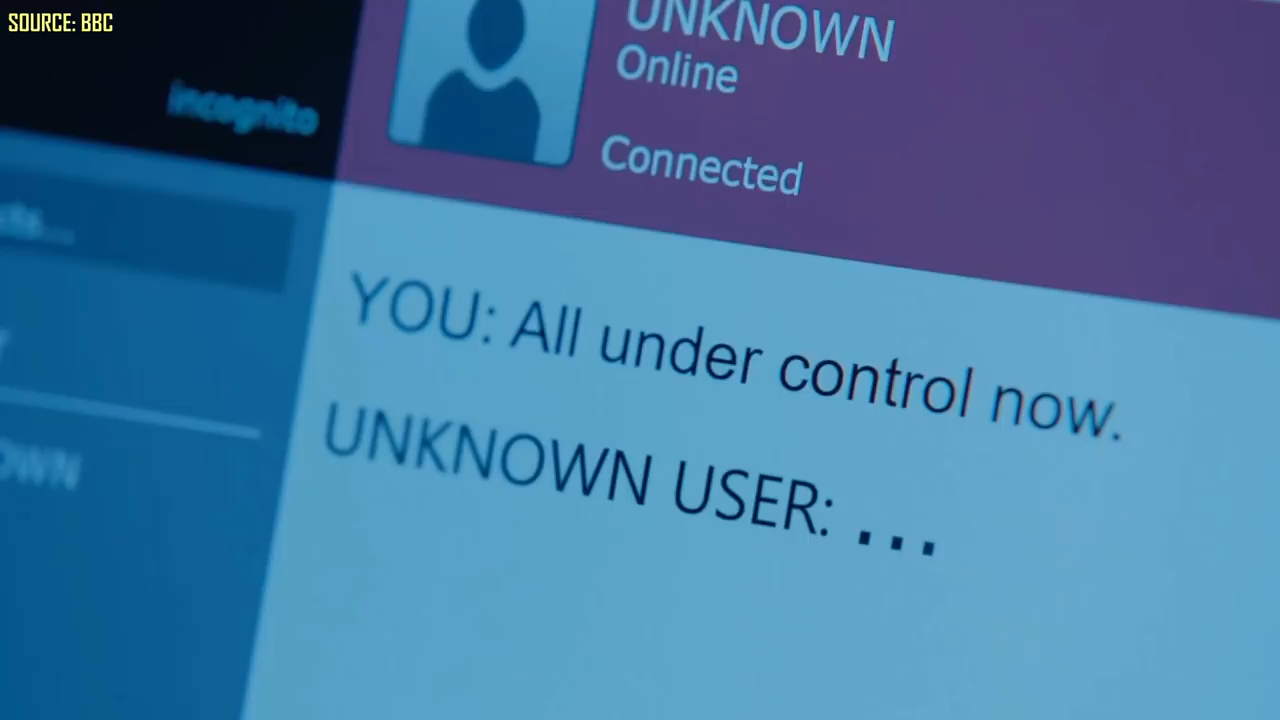 SOURCE: BBC
UNKNOWN
Online
incognito
Connected
YOU: All under control now.
UNKNOWN USER: ...